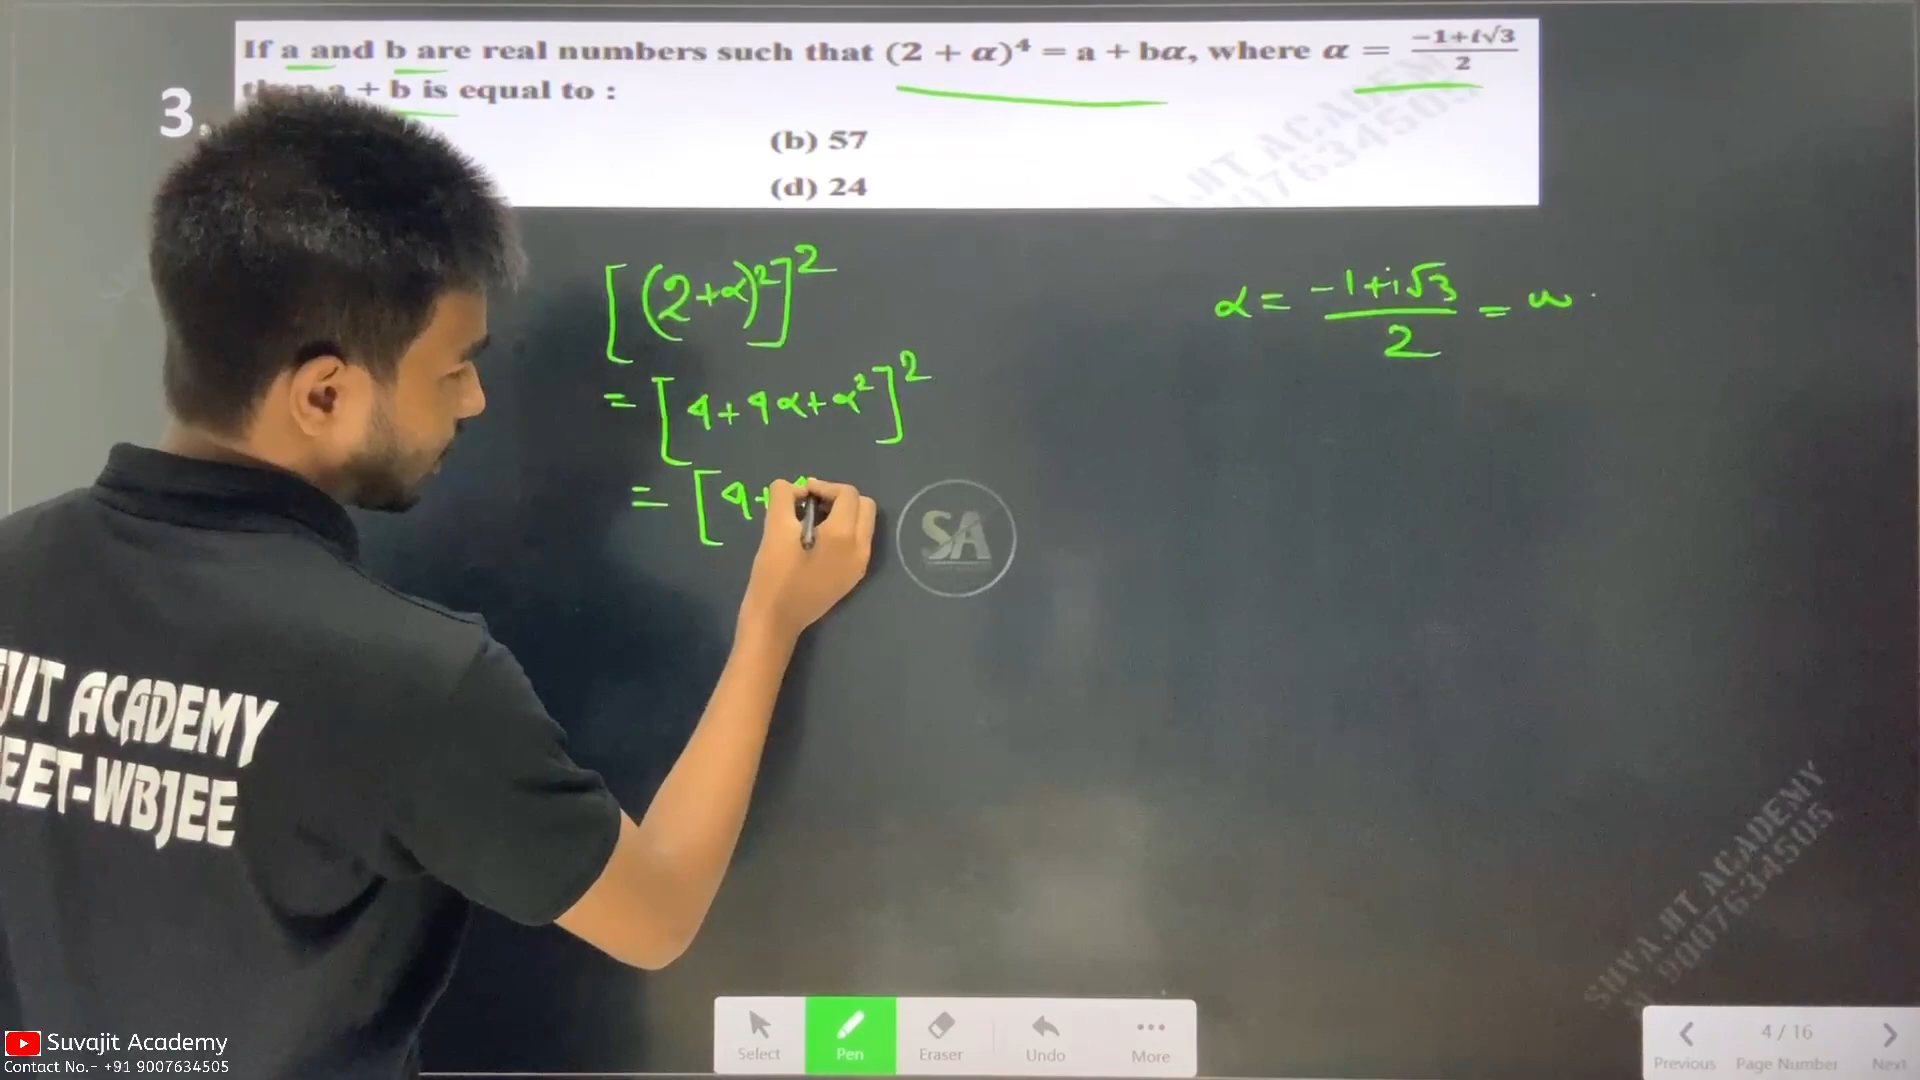 If a and b are real numbers such that (2 + α)⁴ = a + bα, where α = (-1+i√3)/2
a + b is equal to :
3.
(b) 57
(d) 24
[(2+α)²]²
= [4+4α+α²]²
= [4+
α = (-1+i√3)/2 = ω
SA
ACADEMY
EET-WBJEE
ACADEMY
9007634505
Suvajit Academy
Contact No.- +91 9007634505
Select
Pen
Eraser
Undo
More
4 / 16
Previous
Page Number
Next